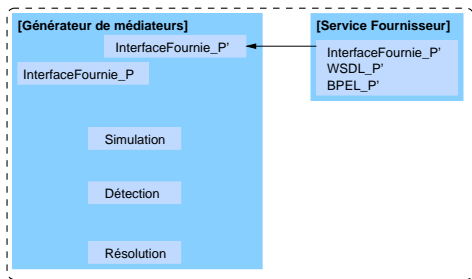 [Générateur de médiateurs]
InterfaceFournie_P'
InterfaceFournie_P
Simulation
Détection
Résolution
[Service Fournisseur]
InterfaceFournie_P'
WSDL_P'
BPEL_P'